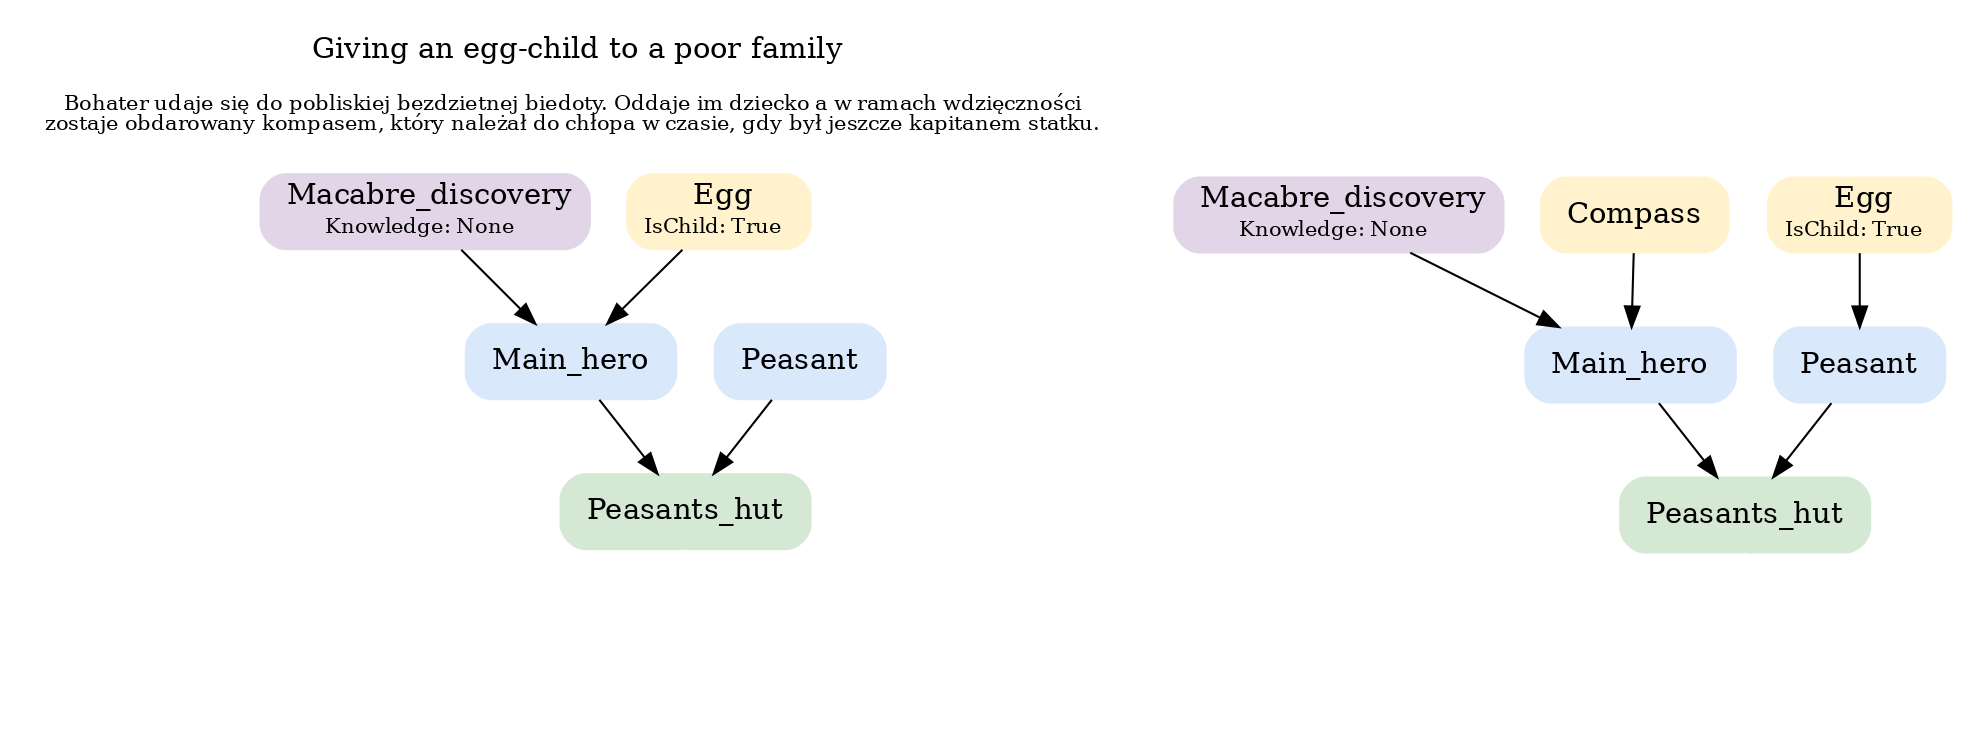 Giving an egg-child to a poor family
Bohater udaje się do pobliskiej bezdzietnej biedoty. Oddaje im dziecko a w ramach wdzięczności
zostaje obdarowany kompasem, który należał do chłopa w czasie, gdy był jeszcze kapitanem statku.
Macabre_discovery
Knowledge: None
Egg
IsChild: True
Main_hero
Peasant
Peasants_hut
Macabre_discovery
Knowledge: None
Compass
Egg
IsChild: True
Main_hero
Peasant
Peasants_hut